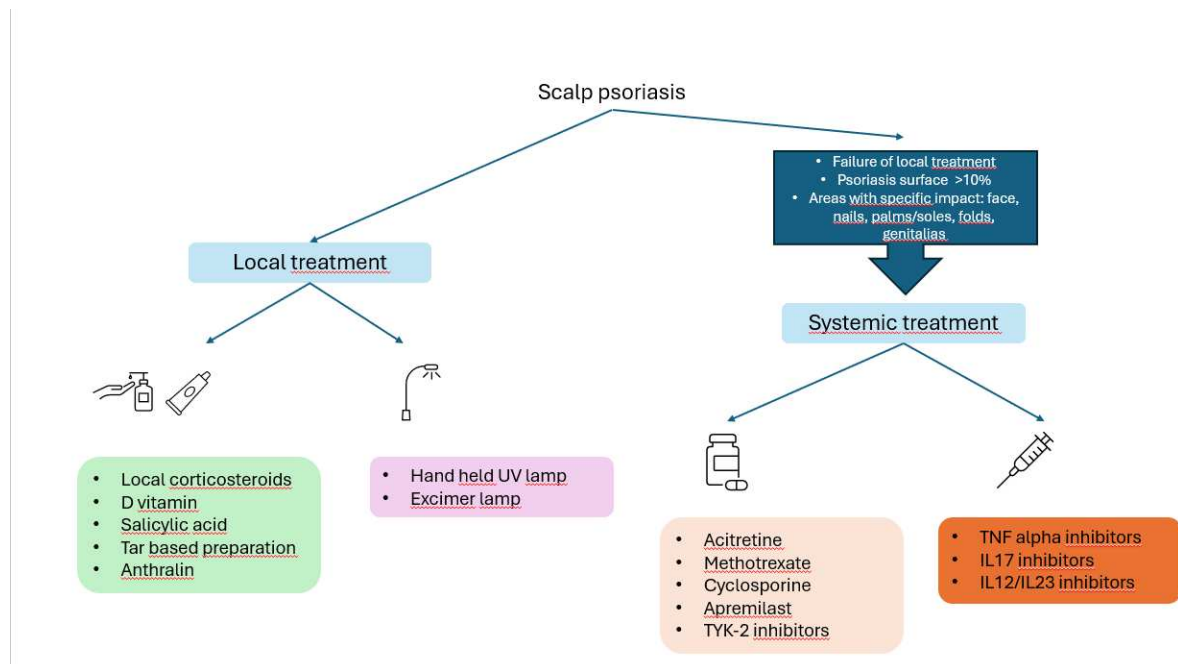 Scalp psoriasis
• Failure of local treatment
• Psoriasis surface >10%
• Areas with specific impact: face,
nails, palms/soles, folds,
genitalias
Local treatment
Systemic treatment
• Local corticosteroids
• D vitamin
• Salicylic acid
• Tar based preparation
• Anthralin
• Hand held UV lamp
• Excimer lamp
• Acitretine
• Methotrexate
• Cyclosporine
• Apremilast
• TYK-2 inhibitors
• TNF alpha inhibitors
• IL17 inhibitors
• IL12/IL23 inhibitors